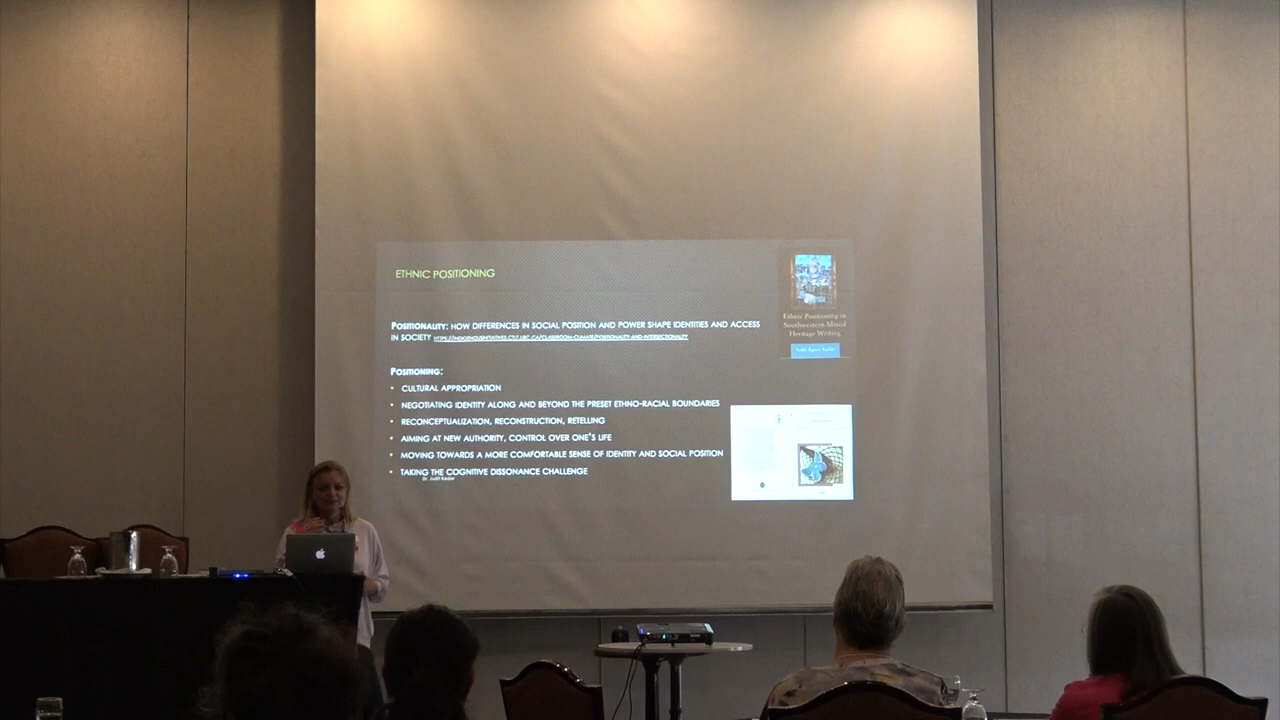 ETHNIC POSITIONING
POSITIONALITY: HOW DIFFERENCES IN SOCIAL POSITION AND POWER SHAPE IDENTITIES AND ACCESS
IN SOCIETY
POSITIONING:
• CULTURAL APPROPRIATION
• NEGOTIATING IDENTITY ALONG AND BEYOND THE PRESET ETHNO-RACIAL BOUNDARIES
• RECONCEPTUALIZATION, RECONSTRUCTION, RETELLING
• AIMING AT NEW AUTHORITY, CONTROL OVER ONE'S LIFE
• MOVING TOWARDS A MORE COMFORTABLE SENSE OF IDENTITY AND SOCIAL POSITION
• TAKING THE COGNITIVE DISSONANCE CHALLENGE
Dr. Judit Kádár
Ethnic Positioning in
Southwestern Mixed
Heritage Writing